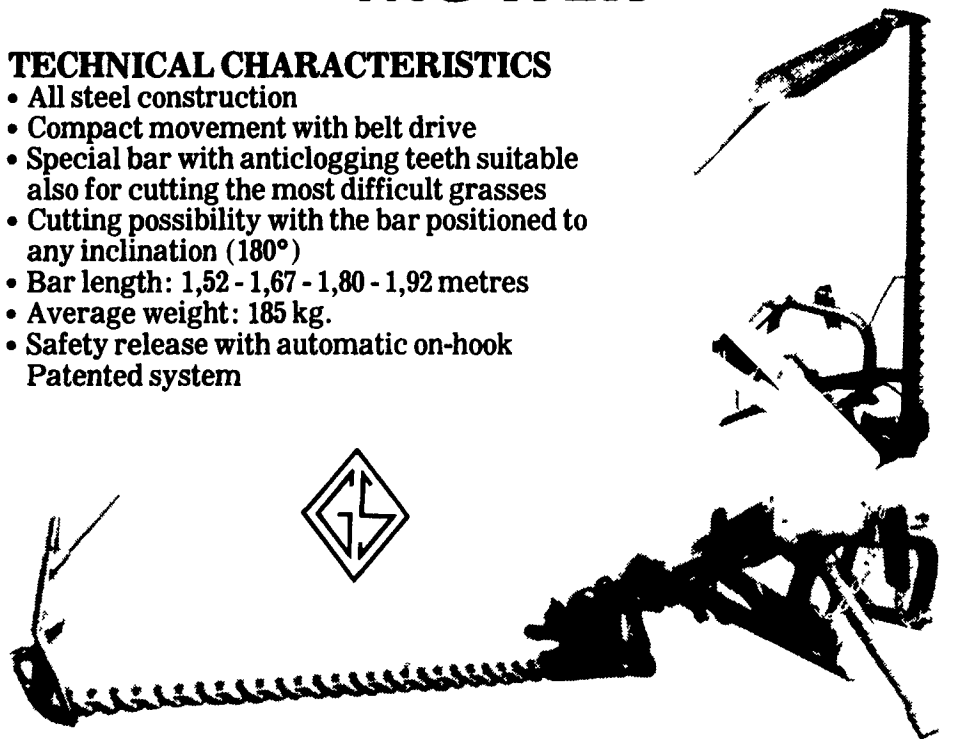 TECHNICAL CHARACTERISTICS
• All steel construction
• Compact movement with belt drive
• Special bar with anticlogging teeth suitable
also for cutting the most difficult grasses
• Cutting possibility with the bar positioned to
any inclination (180°)
• Bar length: 1,52 - 1,67 - 1,80 - 1,92 metres
• Average weight: 185 kg.
• Safety release with automatic on-hook
Patented system
GS